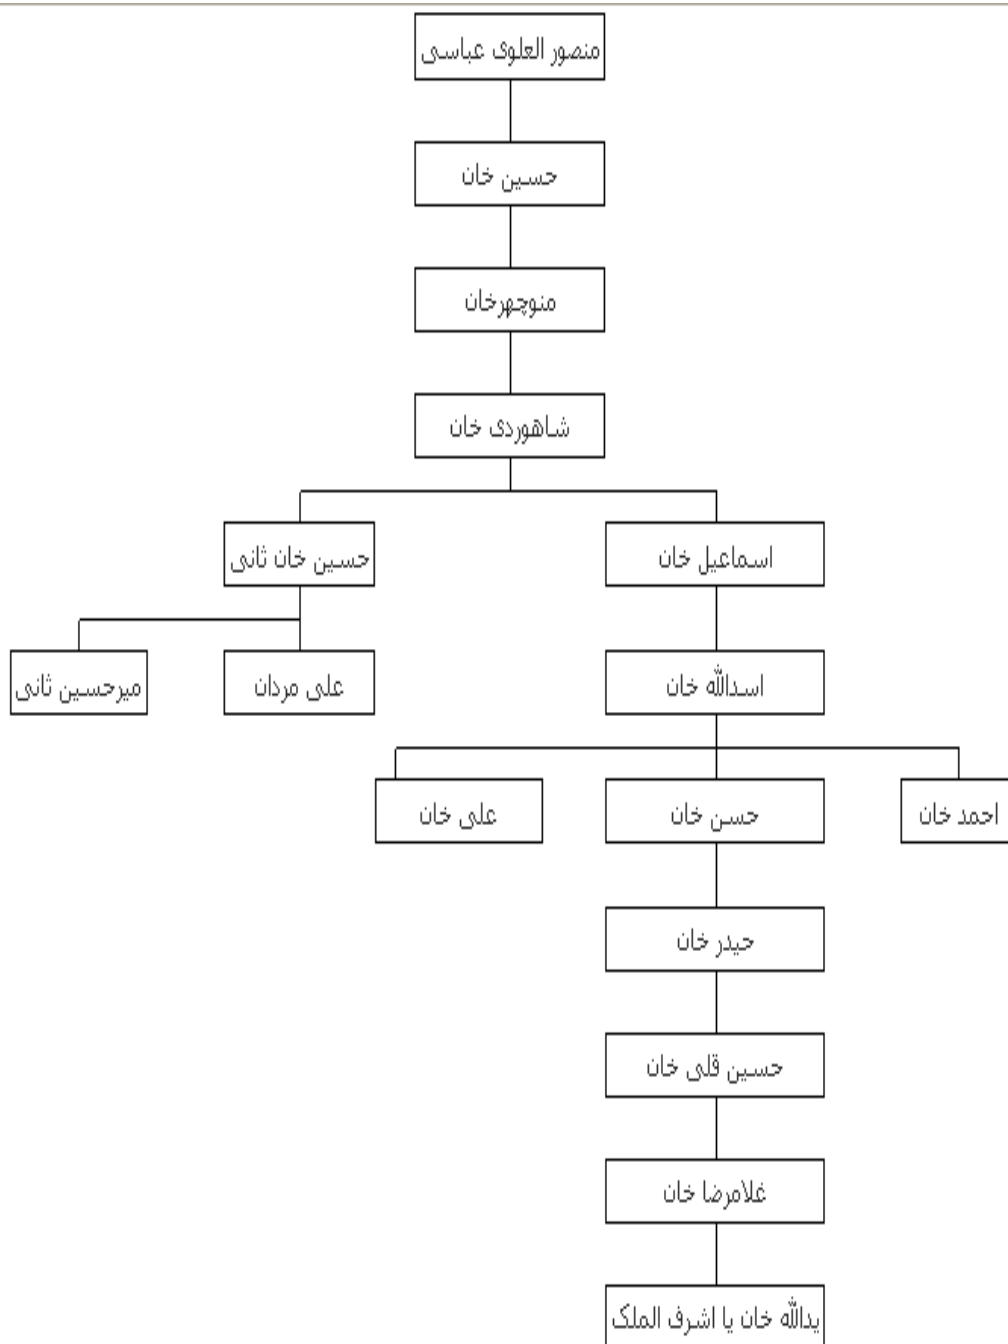 منصور العلوی عباسی
حسین خان
منوچهرخان
شاهوردی خان
اسماعیل خان
حسین خان ثانی
اسدالله خان
علی مردان
میرحسین ثانی
احمد خان
حسن خان
علی خان
حیدر خان
حسین قلی خان
غلامرضا خان
یدالله خان یا اشرف الملک